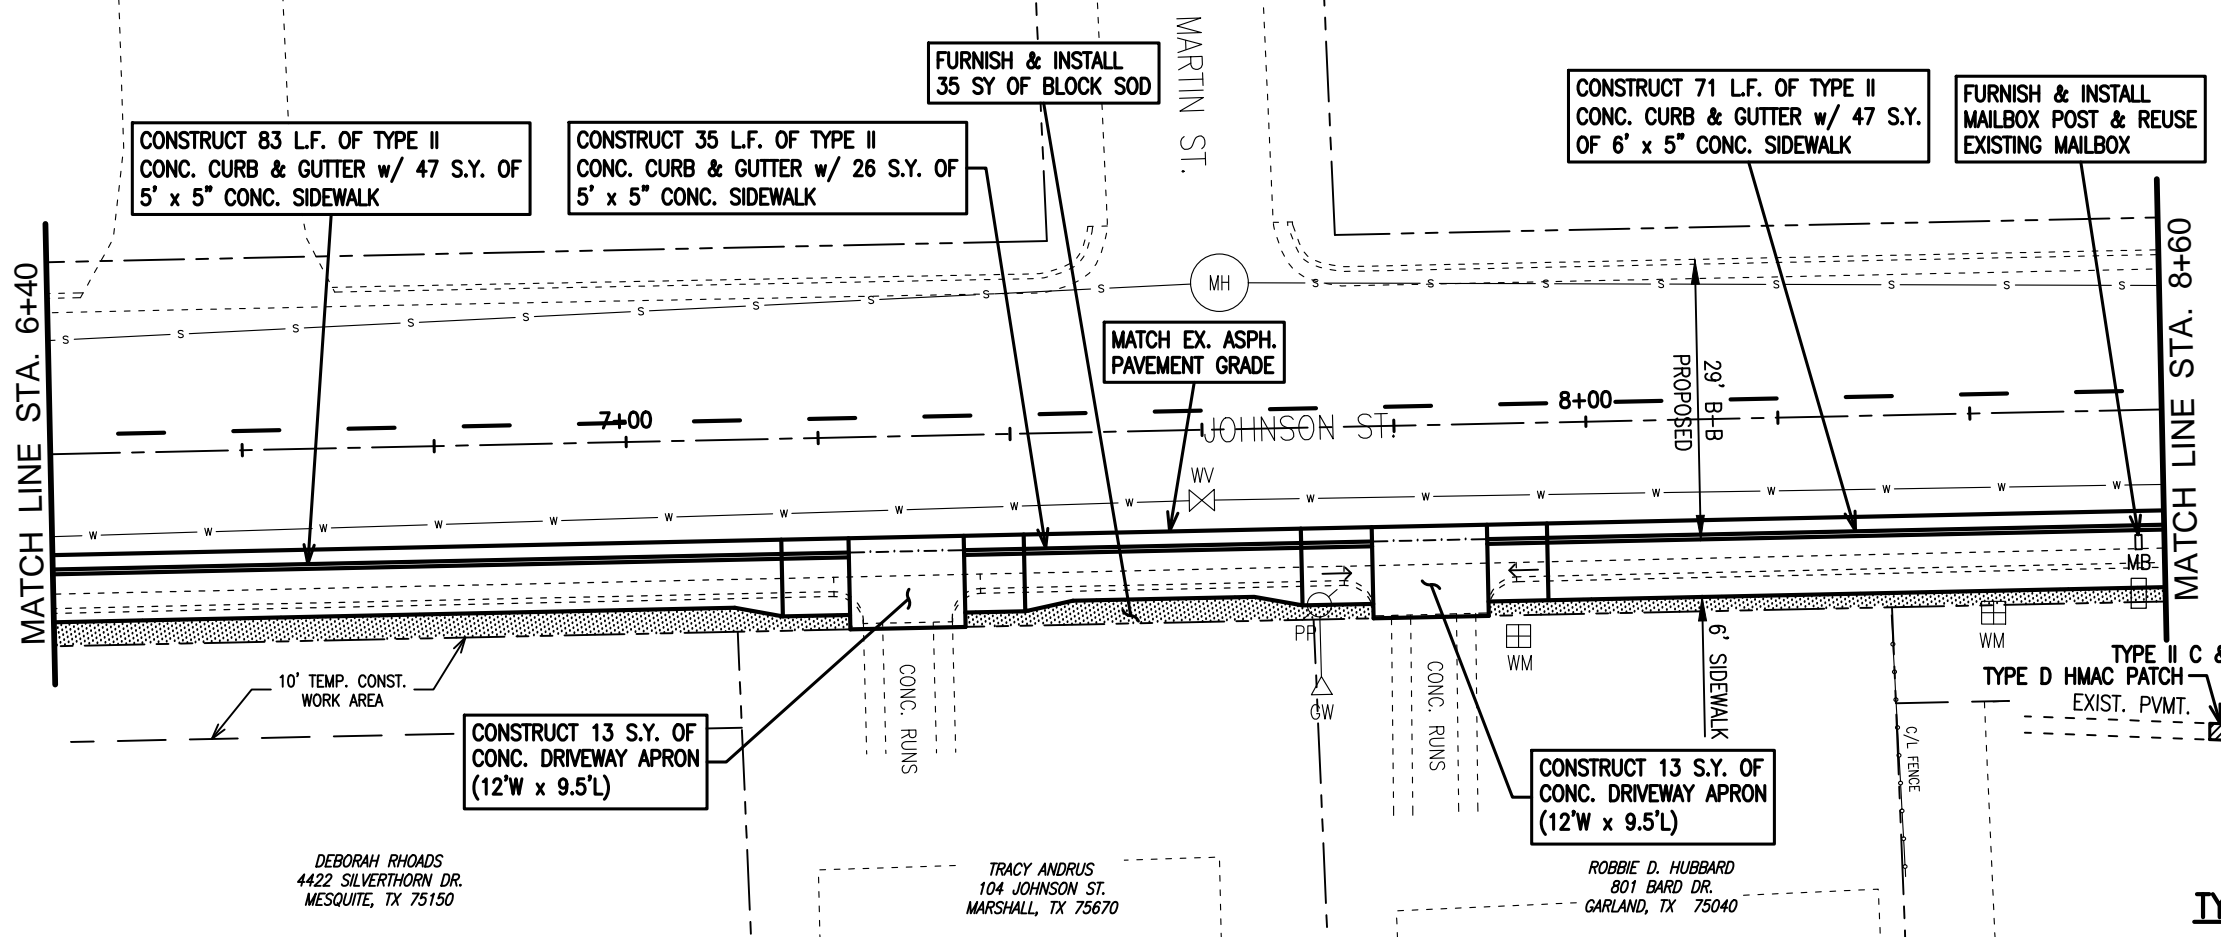 MARTIN ST.
FURNISH & INSTALL
35 SY OF BLOCK SOD
CONSTRUCT 71 L.F. OF TYPE II
CONC. CURB & GUTTER w/ 47 S.Y.
OF 6' x 5" CONC. SIDEWALK
FURNISH & INSTALL
MAILBOX POST & REUSE
EXISTING MAILBOX
CONSTRUCT 83 L.F. OF TYPE II
CONC. CURB & GUTTER w/ 47 S.Y. OF
5' x 5" CONC. SIDEWALK
CONSTRUCT 35 L.F. OF TYPE II
CONC. CURB & GUTTER w/ 26 S.Y. OF
5' x 5" CONC. SIDEWALK
MATCH LINE STA. 6+40
MATCH LINE STA. 8+60
S S S S S S S S S S
MH
S S S S S S S S
MATCH EX. ASPH.
PAVEMENT GRADE
29' B-B
PROPOSED
7+00
8+00
JOHNSON ST.
WV
W W W W W W W W W W
W W W W W W W
MB
PP
WM
WM
GW
6' SIDEWALK
10' TEMP. CONST.
WORK AREA
CONC. RUNS
CONC. RUNS
TYPE II C &
TYPE D HMAC PATCH
EXIST. PVMT.
C/L FENCE
CONSTRUCT 13 S.Y. OF
CONC. DRIVEWAY APRON
(12'W x 9.5'L)
CONSTRUCT 13 S.Y. OF
CONC. DRIVEWAY APRON
(12'W x 9.5'L)
DEBORAH RHOADS
4422 SILVERTHORN DR.
MESQUITE, TX 75150
TRACY ANDRUS
104 JOHNSON ST.
MARSHALL, TX 75670
ROBBIE D. HUBBARD
801 BARD DR.
GARLAND, TX 75040
TY